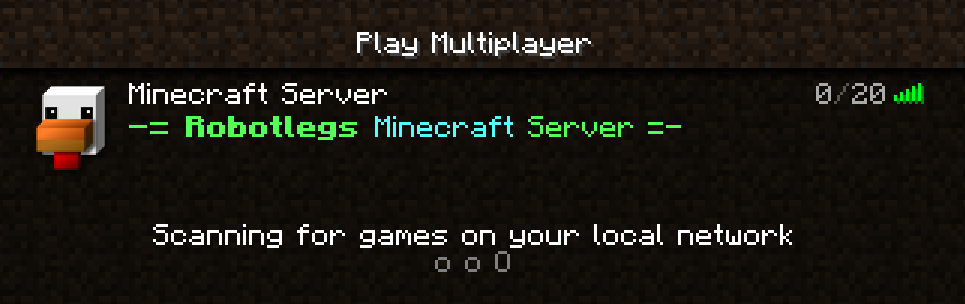 Play Multiplayer
Minecraft Server 0/20
-= Robotlegs Minecraft Server =-
Scanning for games on your local network
o o O